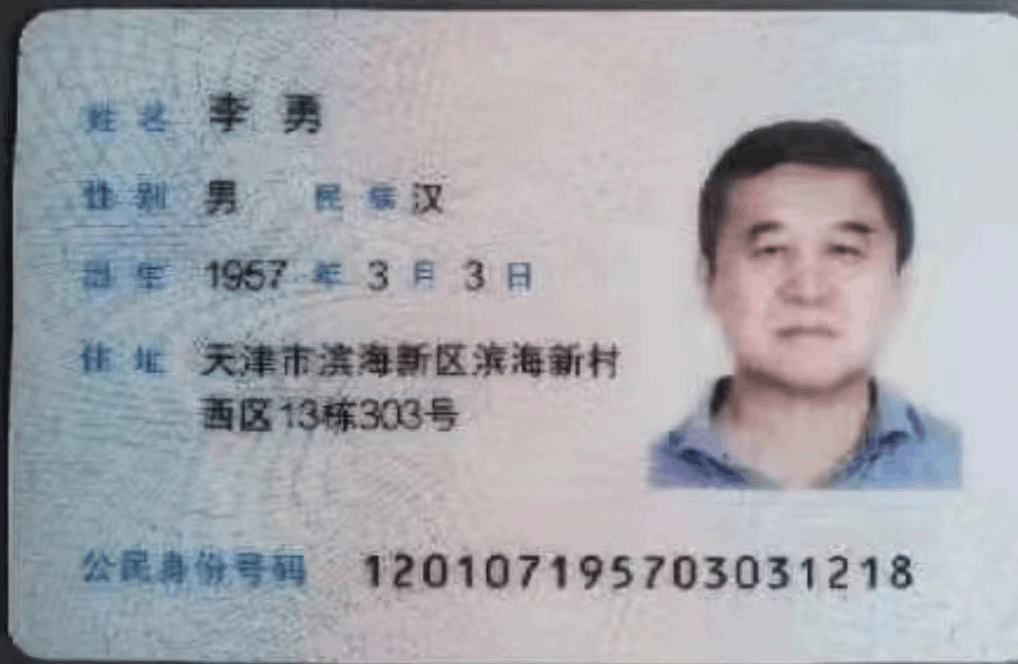 姓名 李勇
性别 男 民族 汉
出生 1957 年 3 月 3 日
住址 天津市滨海新区滨海新村
西区13栋303号
公民身份号码 120107195703031218